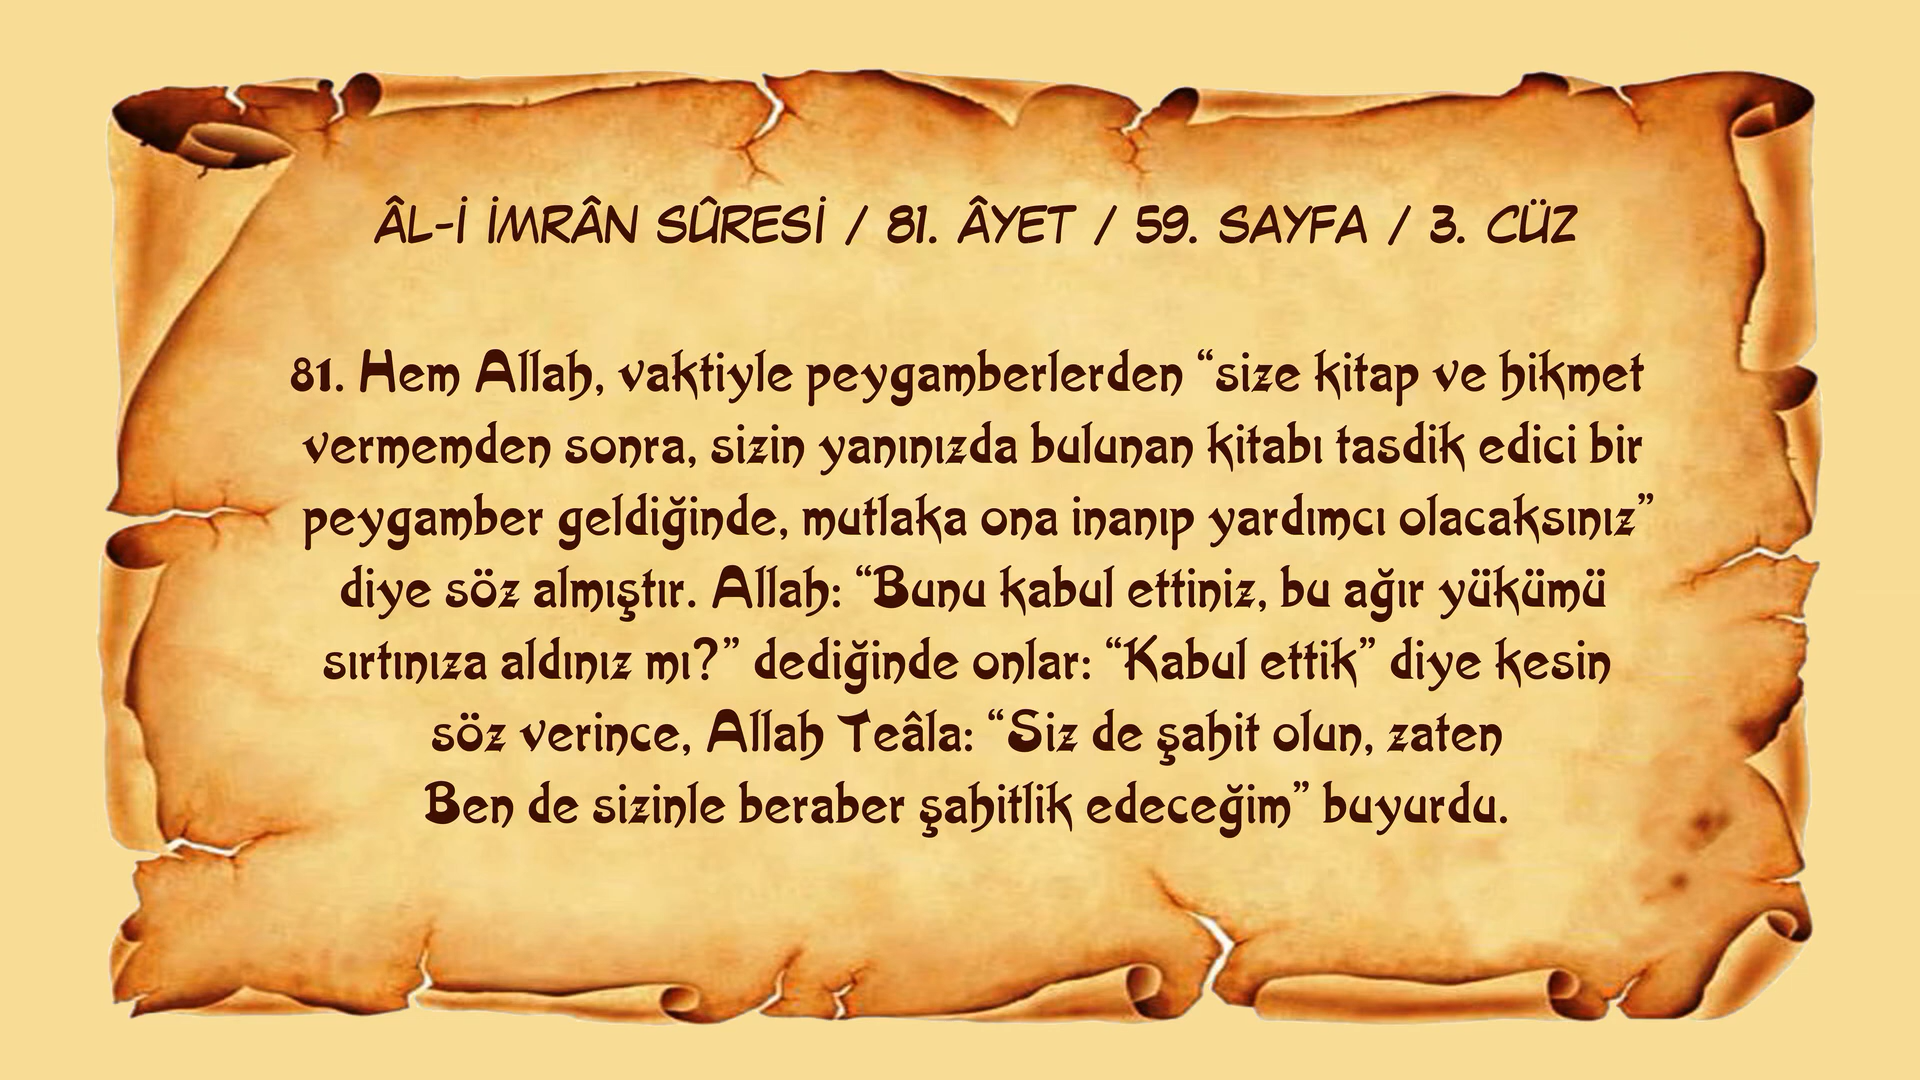 ÂL-İ İMRÂN SÛRESİ / 81. ÂYET / 59. SAYFA / 3. CÜZ
81. Hem Allah, vaktiyle peygamberlerden “size kitap ve hikmet
vermemden sonra, sizin yanınızda bulunan kitabı tasdik edici bir
peygamber geldiğinde, mutlaka ona inanıp yardımcı olacaksınız”
diye söz almıştır. Allah: “Bunu kabul ettiniz, bu ağır yükümü
sırtınıza aldınız mı?” dediğinde onlar: “Kabul ettik” diye kesin
söz verince, Allah Teâla: “Siz de şahit olun, zaten
Ben de sizinle beraber şahitlik edeceğim” buyurdu.